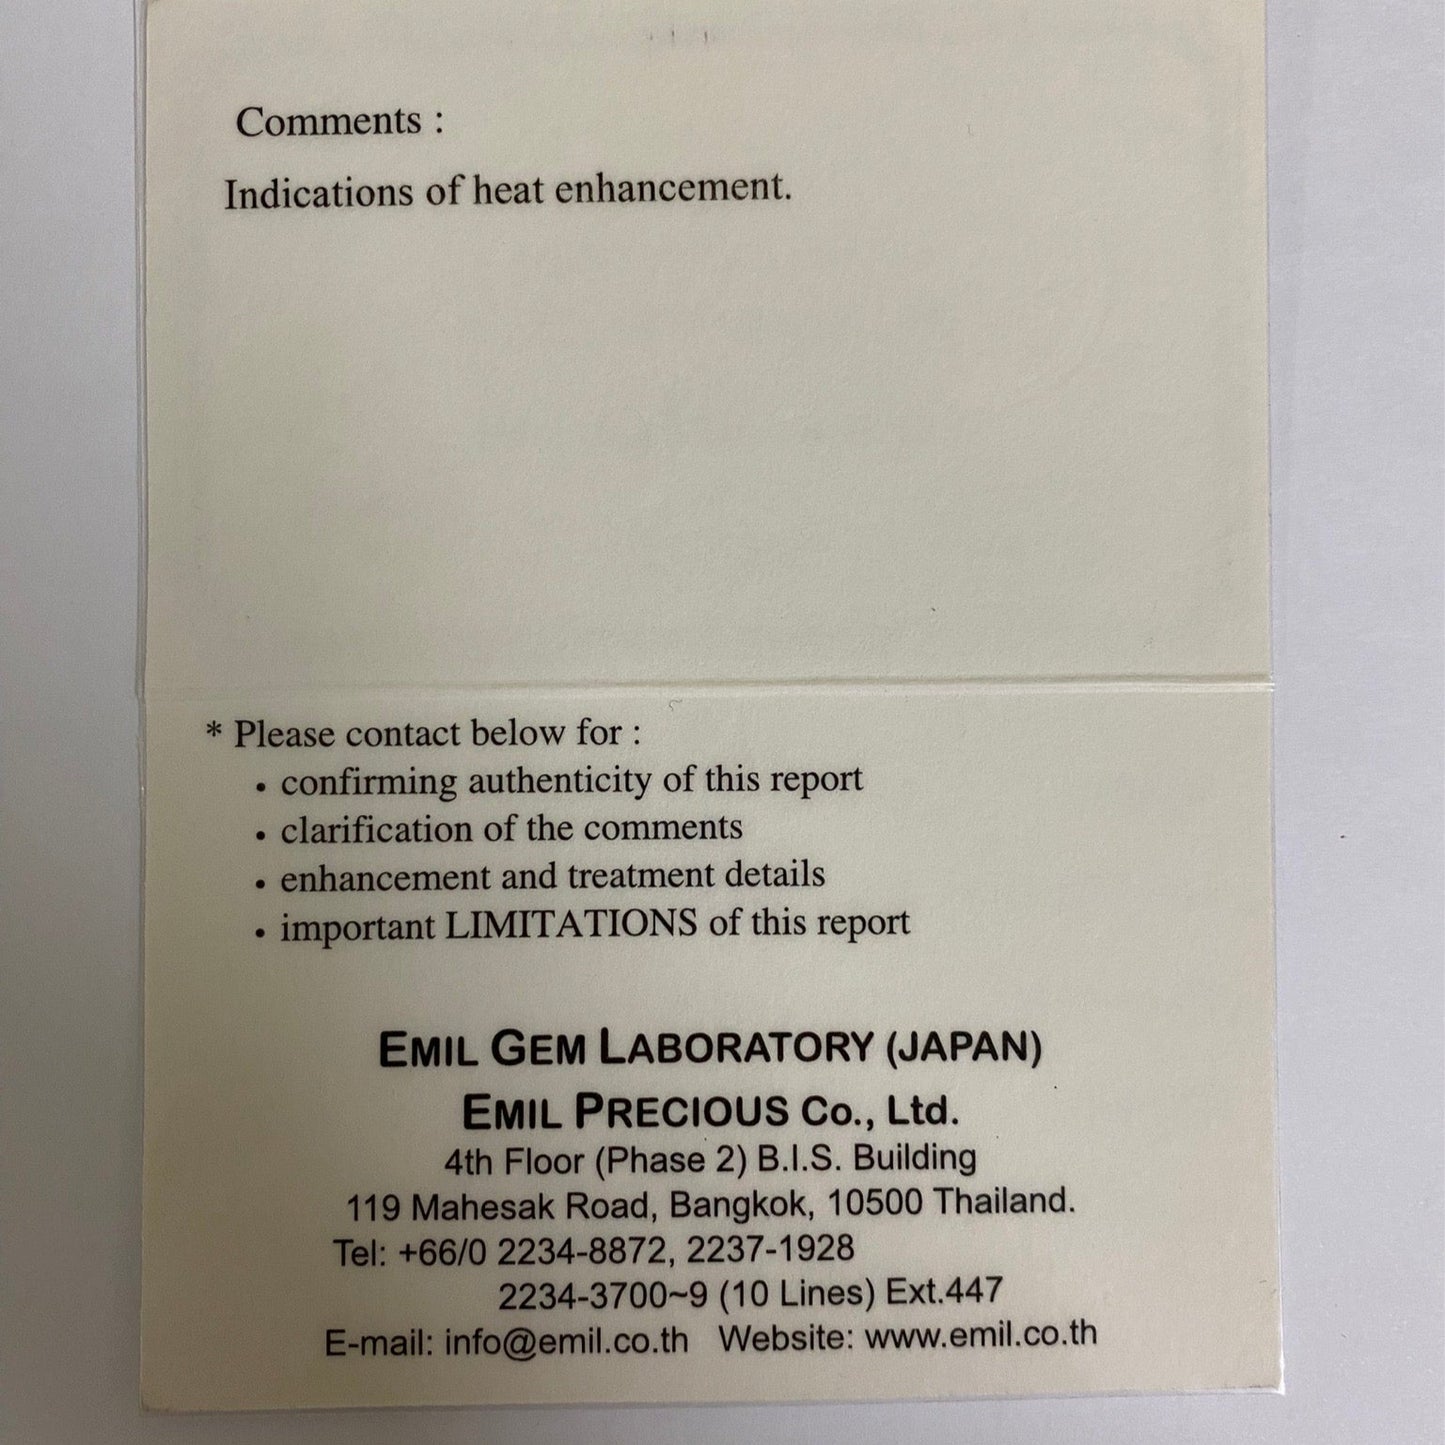 Comments :
Indications of heat enhancement.
* Please contact below for :
• confirming authenticity of this report
• clarification of the comments
• enhancement and treatment details
• important LIMITATIONS of this report
EMIL GEM LABORATORY (JAPAN)
EMIL PRECIOUS Co., Ltd.
4th Floor (Phase 2) B.I.S. Building
119 Mahesak Road, Bangkok, 10500 Thailand.
Tel: +66/0 2234-8872, 2237-1928
2234-3700~9 (10 Lines) Ext.447
E-mail: info@emil.co.th Website: www.emil.co.th